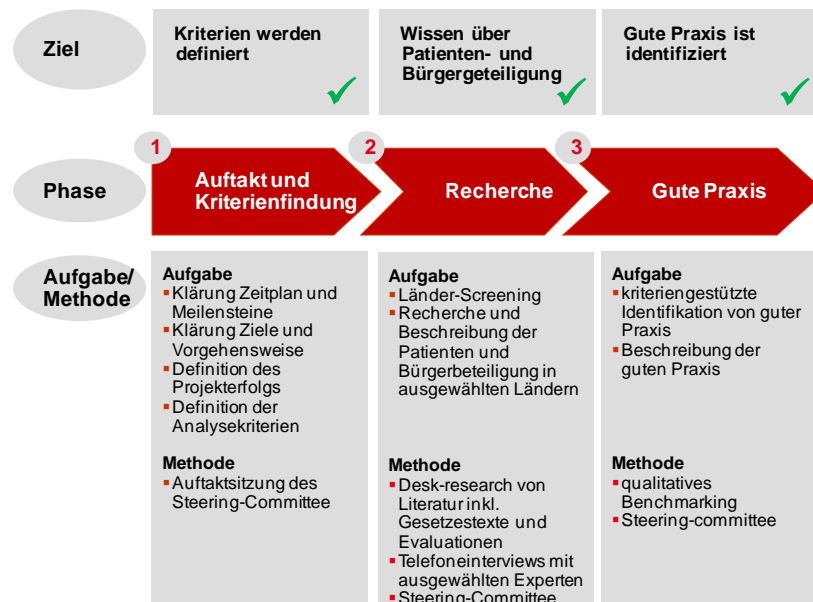 Ziel
Kriterien werden
definiert
Wissen über
Patienten- und
Bürgergeteiligung
Gute Praxis ist
identifiziert
Phase
1
Auftakt und
Kriterienfindung
2
Recherche
3
Gute Praxis
Aufgabe/
Methode
Aufgabe
▪Klärung Zeitplan und
Meilensteine
▪Klärung Ziele und
Vorgehensweise
▪Definition des
Projekterfolgs
▪Definition der
Analysekriterien
Methode
▪Auftaktsitzung des
Steering-Committee
Aufgabe
▪Länder-Screening
▪Recherche und
Beschreibung der
Patienten und
Bürgerbeteiligung in
ausgewählten Ländern
Methode
▪Desk-research von
Literatur inkl.
Gesetzestexte und
Evaluationen
▪Telefoneinterviews mit
ausgewählten Experten
▪Steering-Committee
Aufgabe
▪kriteriengestützte
Identifikation von guter
Praxis
▪Beschreibung der
guten Praxis
Methode
▪qualitatives
Benchmarking
▪Steering-committee